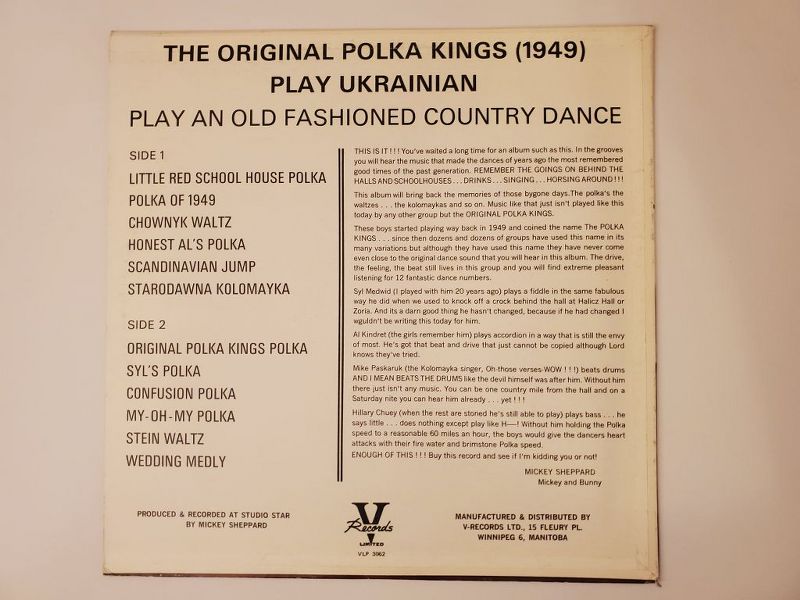 THE ORIGINAL POLKA KINGS (1949)
PLAY UKRAINIAN
PLAY AN OLD FASHIONED COUNTRY DANCE
SIDE 1
LITTLE RED SCHOOL HOUSE POLKA
POLKA OF 1949
CHOWNYK WALTZ
HONEST AL'S POLKA
SCANDINAVIAN JUMP
STARODAWNA KOLOMAYKA
SIDE 2
ORIGINAL POLKA KINGS POLKA
SYL'S POLKA
CONFUSION POLKA
MY-OH-MY POLKA
STEIN WALTZ
WEDDING MEDLY
THIS IS IT ! ! ! You've waited a long time for an album such as this. In the grooves
you will hear the music that made the dances of years ago the most remembered
good times of the past generation. REMEMBER THE GOINGS ON BEHIND THE
HALLS AND SCHOOLHOUSES . . . DRINKS . . . SINGING . . . HORSING AROUND ! ! !
This album will bring back the memories of those bygone days.The polka's the
waltzes . . . the kolomaykas and so on. Music like that just isn't played like this
today by any other group but the ORIGINAL POLKA KINGS.
These boys started playing way back in 1949 and coined the name The POLKA
KINGS . . . since then dozens and dozens of groups have used this name in its
many variations but although they have used this name they have never come
even close to the original dance sound that you will hear in this album. The drive,
the feeling, the beat still lives in this group and you will find extreme pleasant
listening for 12 fantastic dance numbers.
Syl Medwid (I played with him 20 years ago) plays a fiddle in the same fabulous
way he did when we used to knock off a crock behind the hall at Halicz Hall or
Zoria. And its a darn good thing he hasn't changed, because if he had changed I
wguldn't be writing this today for him.
Al Kindret (the girls remember him) plays accordion in a way that is still the envy
of most. He's got that beat and drive that just cannot be copied although Lord
knows they've tried.
Mike Paskaruk (the Kolomayka singer, Oh-those verses-WOW ! ! !) beats drums
AND I MEAN BEATS THE DRUMS like the devil himself was after him. Without him
there just isn't any music. You can be one country mile from the hall and on a
Saturday nite you can hear him already . . . yet ! ! !
Hillary Chuey (when the rest are stoned he's still able to play) plays bass . . . he
says little . . . does nothing except play like H—-! Without him holding the Polka
speed to a reasonable 60 miles an hour, the boys would give the dancers heart
attacks with their fire water and brimstone Polka speed.
ENOUGH OF THIS ! ! ! Buy this record and see if I'm kidding you or not!
MICKEY SHEPPARD
Mickey and Bunny
PRODUCED & RECORDED AT STUDIO STAR
BY MICKEY SHEPPARD
V
Records
LIMITED
VLP 3062
MANUFACTURED & DISTRIBUTED BY
V-RECORDS LTD., 15 FLEURY PL.
WINNIPEG 6, MANITOBA